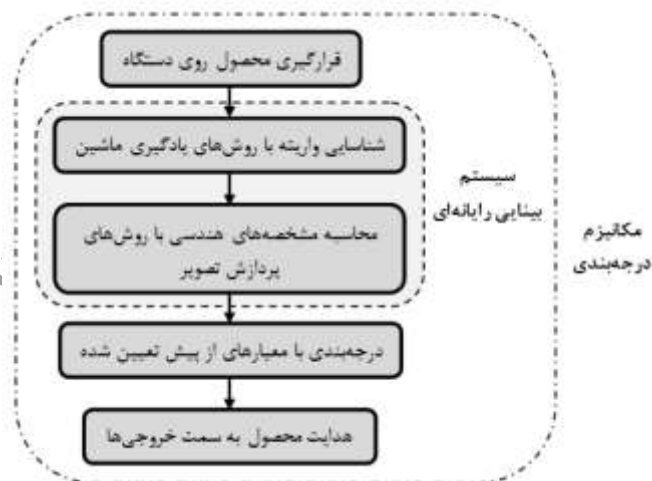 قرارگیری محصول روی دستگاه
شناسایی واریته با روش‌های یادگیری ماشین
محاسبه مشخصه‌های هندسی با روش‌های
پردازش تصویر
سیستم
بینایی رایانه‌ای
مکانیزم
درجه‌بندی
درجه‌بندی با معیارهای از پیش تعیین شده
هدایت محصول به سمت خروجی‌ها